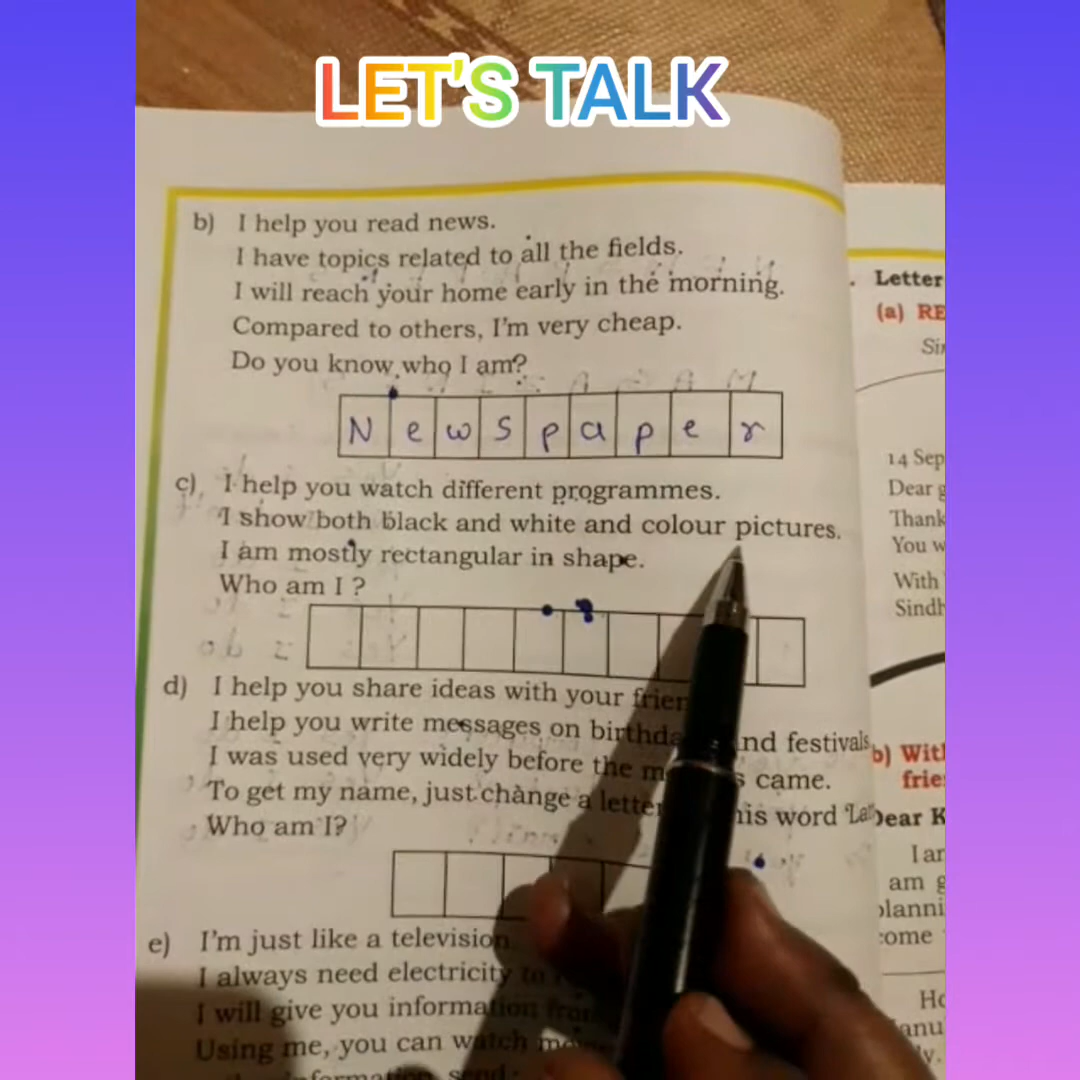 LET'S TALK
b) I help you read news.
I have topics related to all the fields.
I will reach your home early in the morning.
Compared to others, I'm very cheap.
Do you know who I am?
N e w s p a p e r
c) I help you watch different programmes.
I show both black and white and colour pictures.
I am mostly rectangular in shape.
Who am I ?
d) I help you share ideas with your
I help you write messages on and festivals
I was used very widely before the came.
To get my name, just change a letter word
Who am I?
e) I'm just like a television
I always need electricity
I will give you information
Using me, you can watch
Letter
(a)
14 Sep
Dear
Thank
You
With
b)
Dear
am